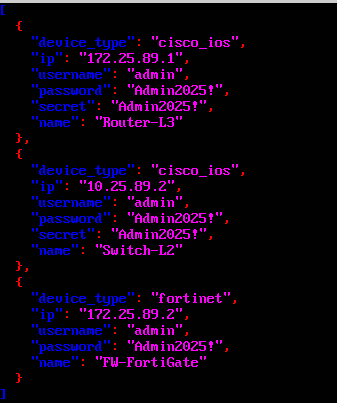 [
  {
    "device_type": "cisco_ios",
    "ip": "172.25.89.1",
    "username": "admin",
    "password": "Admin2025!",
    "secret": "Admin2025!",
    "name": "Router-L3"
  },
  {
    "device_type": "cisco_ios",
    "ip": "10.25.89.2",
    "username": "admin",
    "password": "Admin2025!",
    "secret": "Admin2025!",
    "name": "Switch-L2"
  },
  {
    "device_type": "fortinet",
    "ip": "172.25.89.2",
    "username": "admin",
    "password": "Admin2025!",
    "name": "FW-FortiGate"
  }
]